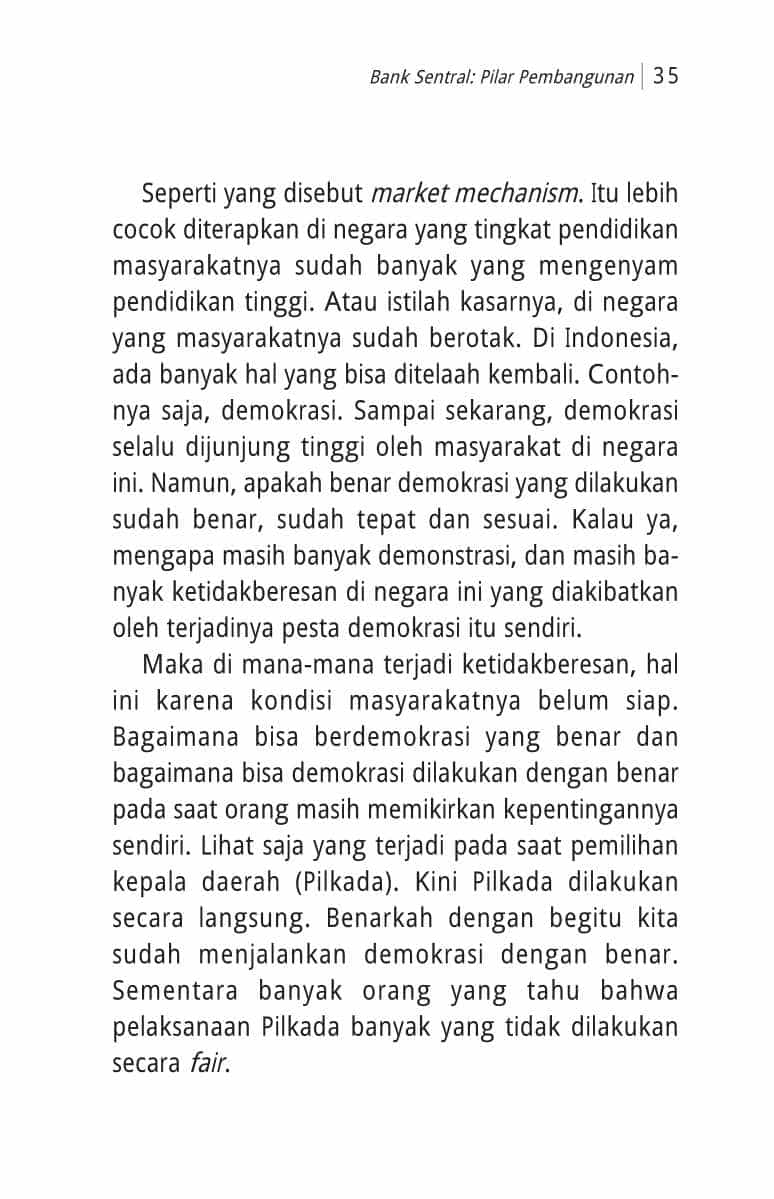 Bank Sentral: Pilar Pembangunan | 35
Seperti yang disebut market mechanism. Itu lebih
cocok diterapkan di negara yang tingkat pendidikan
masyarakatnya sudah banyak yang mengenyam
pendidikan tinggi. Atau istilah kasarnya, di negara
yang masyarakatnya sudah berotak. Di Indonesia,
ada banyak hal yang bisa ditelaah kembali. Contoh-
nya saja, demokrasi. Sampai sekarang, demokrasi
selalu dijunjung tinggi oleh masyarakat di negara
ini. Namun, apakah benar demokrasi yang dilakukan
sudah benar, sudah tepat dan sesuai. Kalau ya,
mengapa masih banyak demonstrasi, dan masih ba-
nyak ketidakberesan di negara ini yang diakibatkan
oleh terjadinya pesta demokrasi itu sendiri.
Maka di mana-mana terjadi ketidakberesan, hal
ini karena kondisi masyarakatnya belum siap.
Bagaimana bisa berdemokrasi yang benar dan
bagaimana bisa demokrasi dilakukan dengan benar
pada saat orang masih memikirkan kepentingannya
sendiri. Lihat saja yang terjadi pada saat pemilihan
kepala daerah (Pilkada). Kini Pilkada dilakukan
secara langsung. Benarkah dengan begitu kita
sudah menjalankan demokrasi dengan benar.
Sementara banyak orang yang tahu bahwa
pelaksanaan Pilkada banyak yang tidak dilakukan
secara fair.